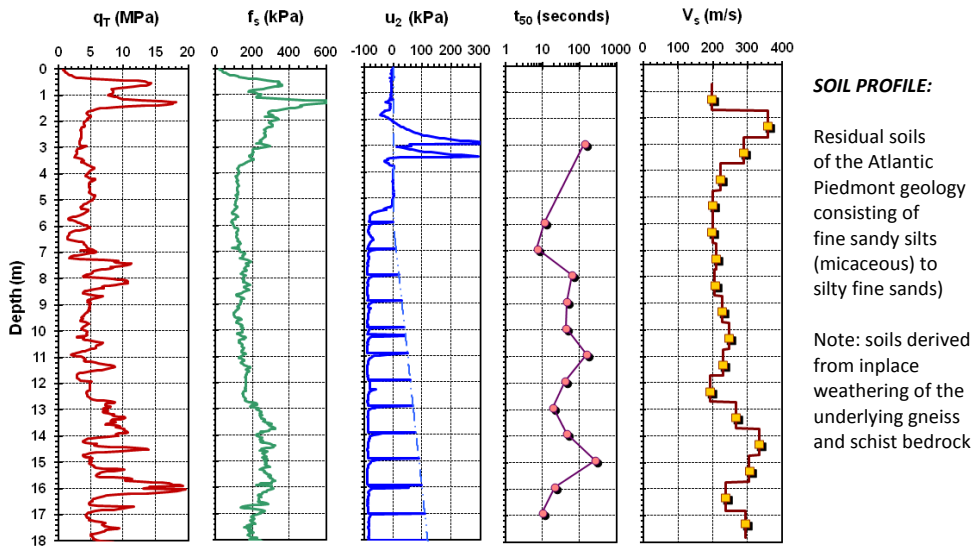 qT (MPa)
fs (kPa)
u2 (kPa)
t50 (seconds)
Vs (m/s)
0 5 10 15 20
0 200 400 600
-100 0 100 200 300
1 10 100 1000
0 100 200 300 400
Depth (m)
0
1
2
3
4
5
6
7
8
9
10
11
12
13
14
15
16
17
18
SOIL PROFILE:
Residual soils
of the Atlantic
Piedmont geology
consisting of
fine sandy silts
(micaceous) to
silty fine sands)
Note: soils derived
from inplace
weathering of the
underlying gneiss
and schist bedrock